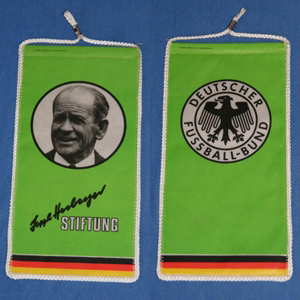 Sepp Herberger
STIFTUNG
DEUTSCHER
FUSSBALL-BUND